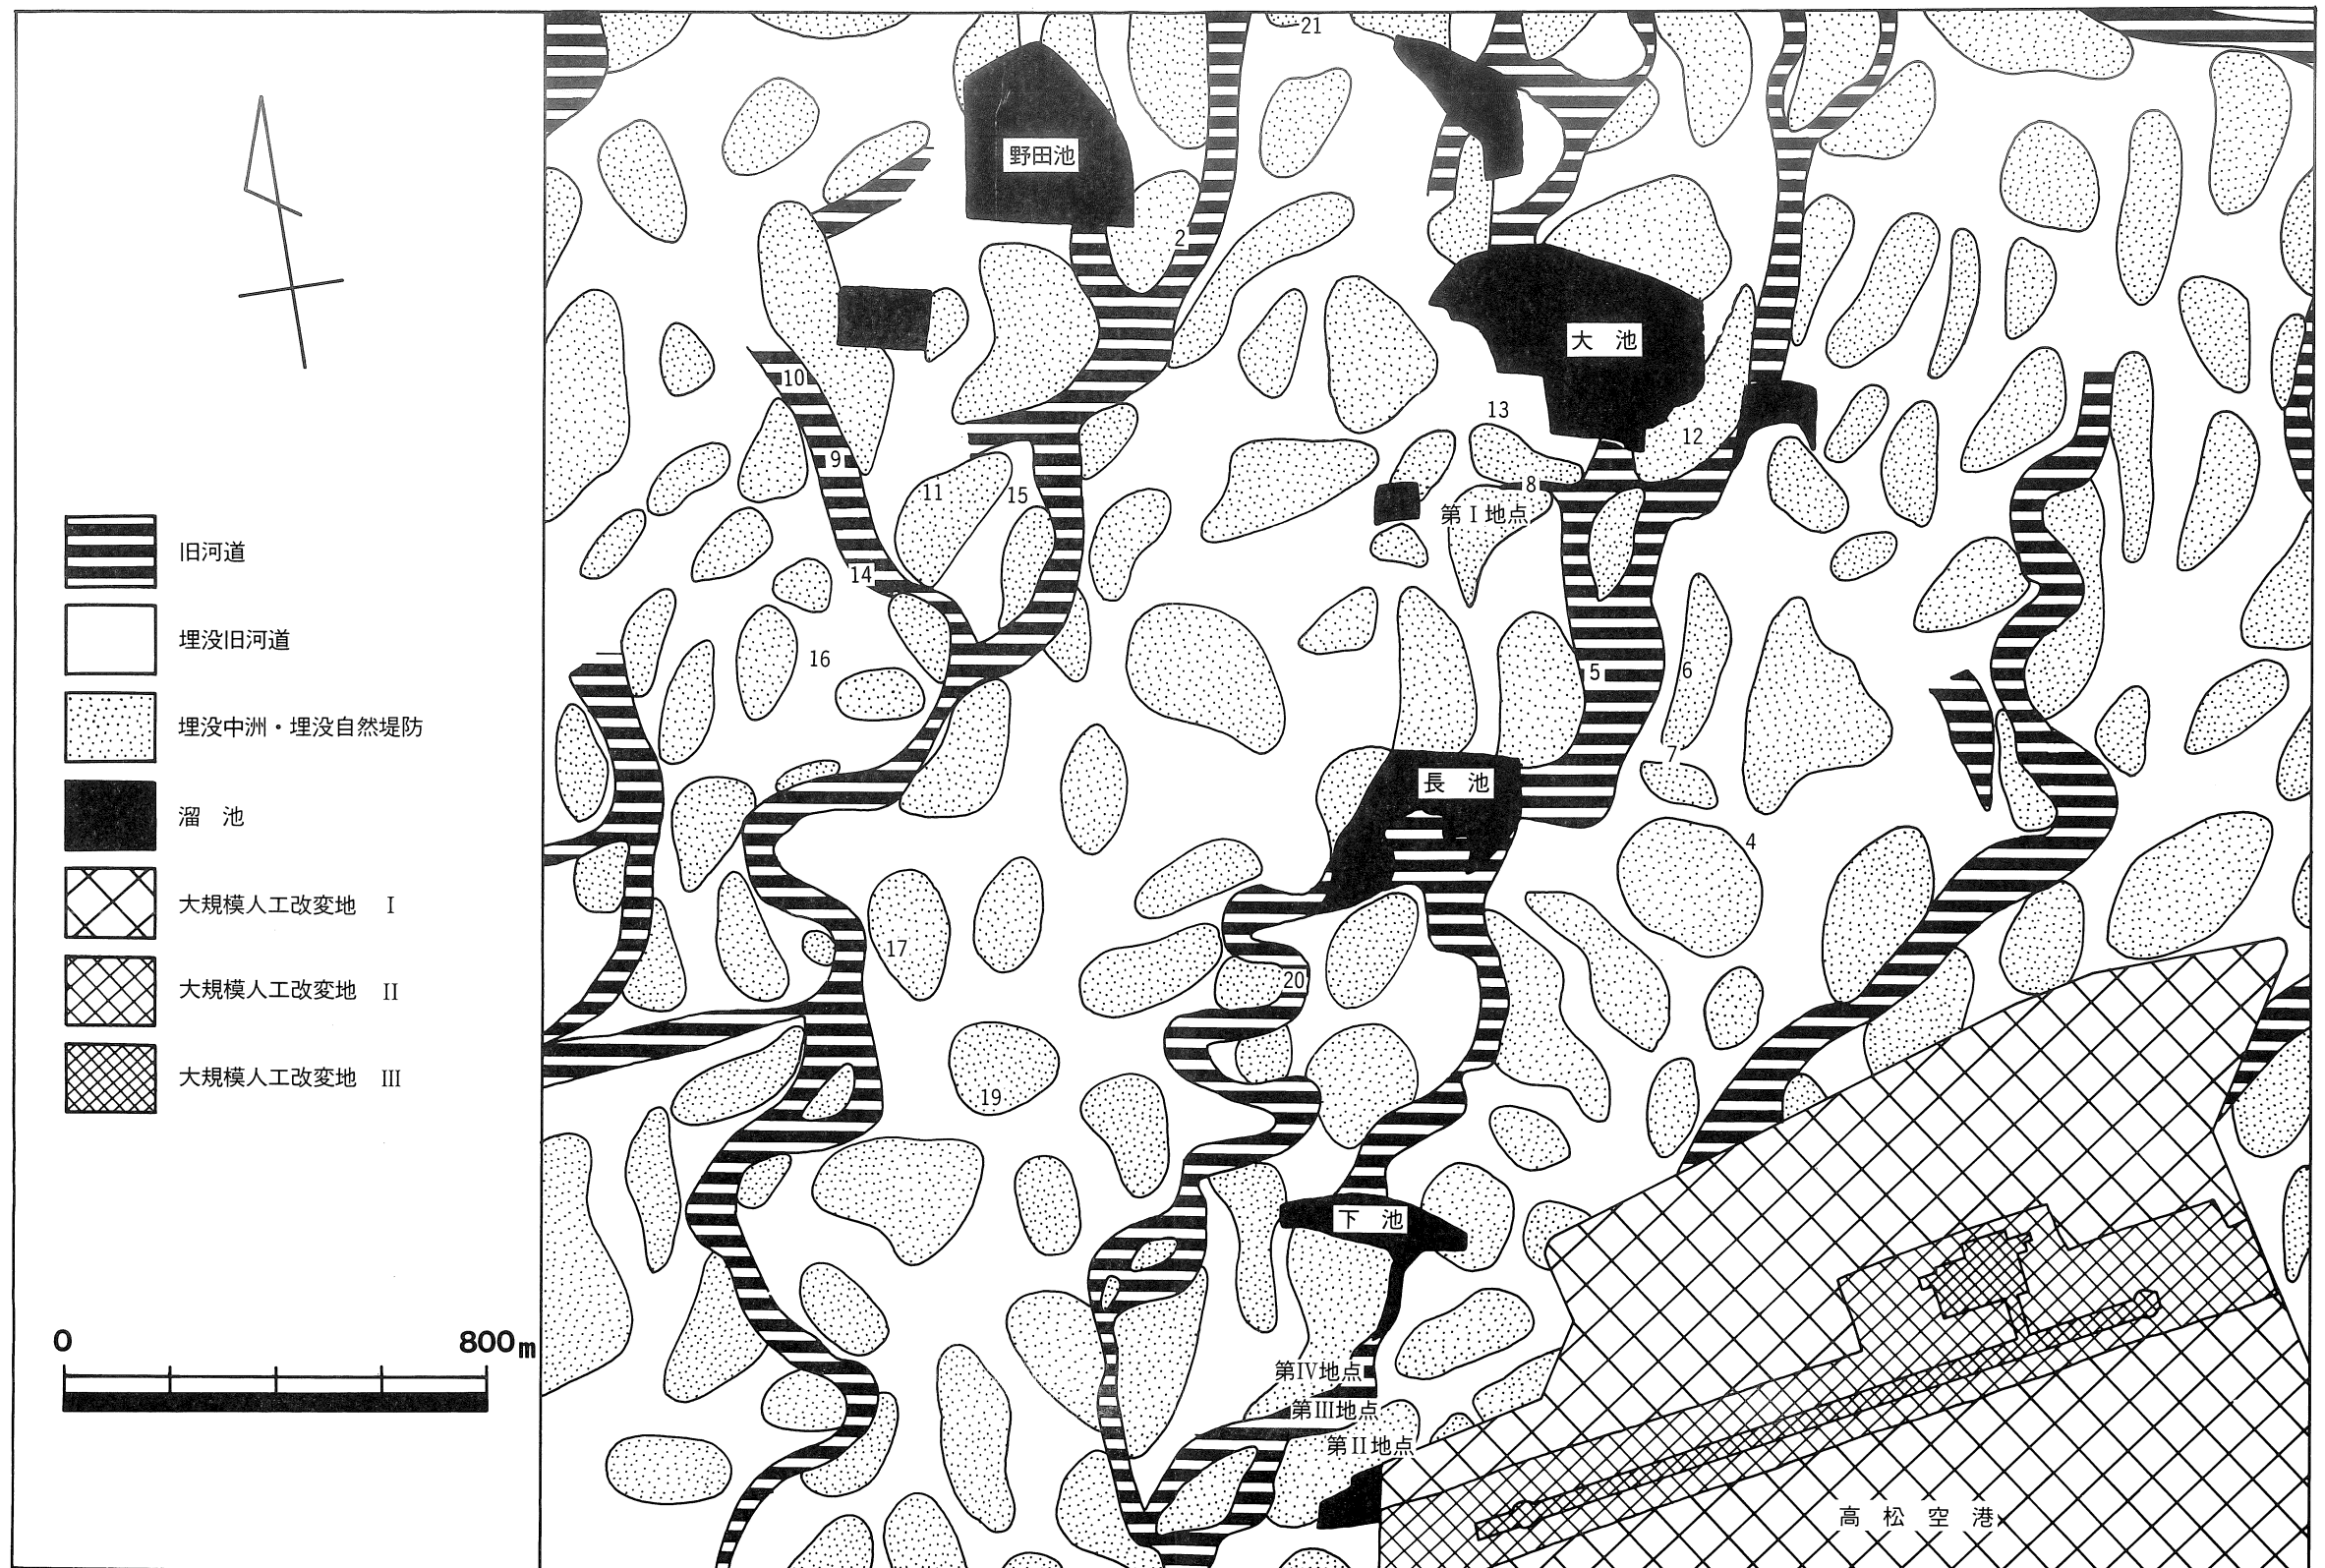 旧河道
埋没旧河道
埋没中洲・埋没自然堤防
溜　池
大規模人工改変地　I
大規模人工改変地　II
大規模人工改変地　III
0 800m
21
野田池
2
大　池
10
13
12
9
11
15
8
第I地点
14
16
5
6
7
長　池
4
17
20
19
下　池
第IV地点
第III地点
第II地点
高松空港